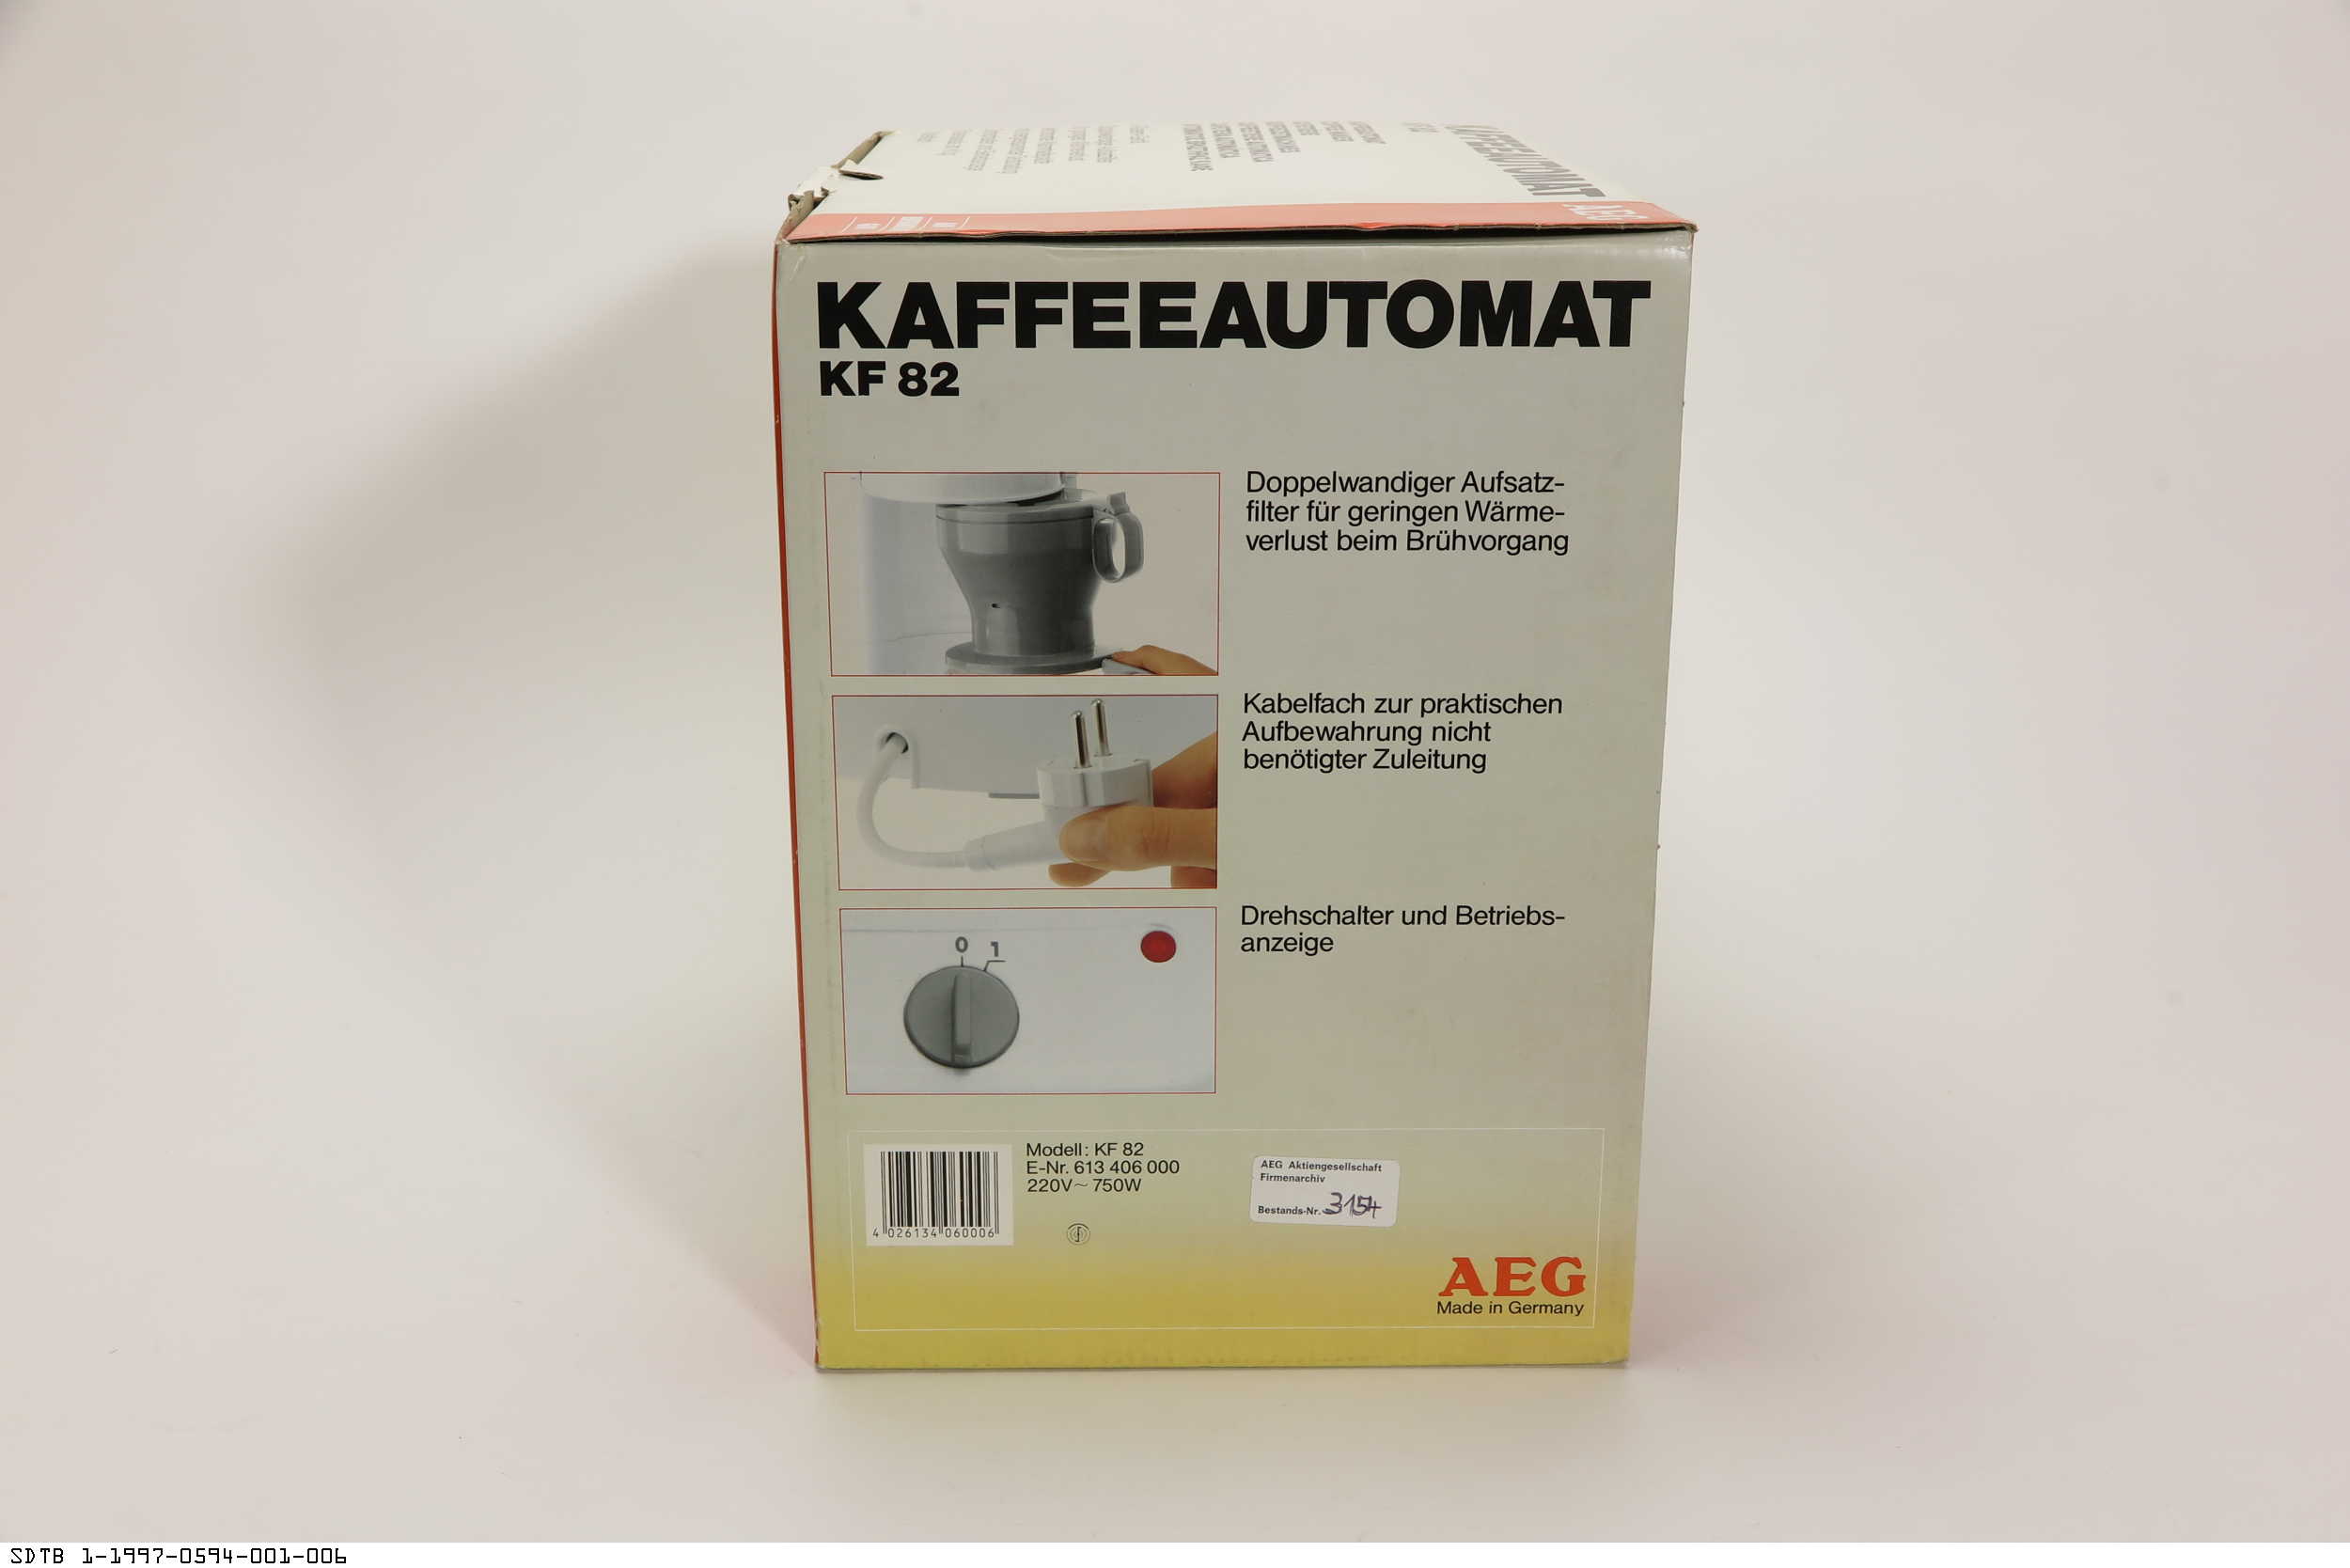 KAFFEEAUTOMAT
AEG
KAFFEEAUTOMAT
KF 82
Doppelwandiger Aufsatz-
filter für geringen Wärme-
verlust beim Brühvorgang
Kabelfach zur praktischen
Aufbewahrung nicht
benötigter Zuleitung
0 1
Drehschalter und Betriebs-
anzeige
Modell: KF 82
E-Nr. 613 406 000
220V~ 750W
4 026134 060006
AEG Aktiengesellschaft
Firmenarchiv
Bestands-Nr. 3154
AEG
Made in Germany
SDTB 1-1997-0594-001-006